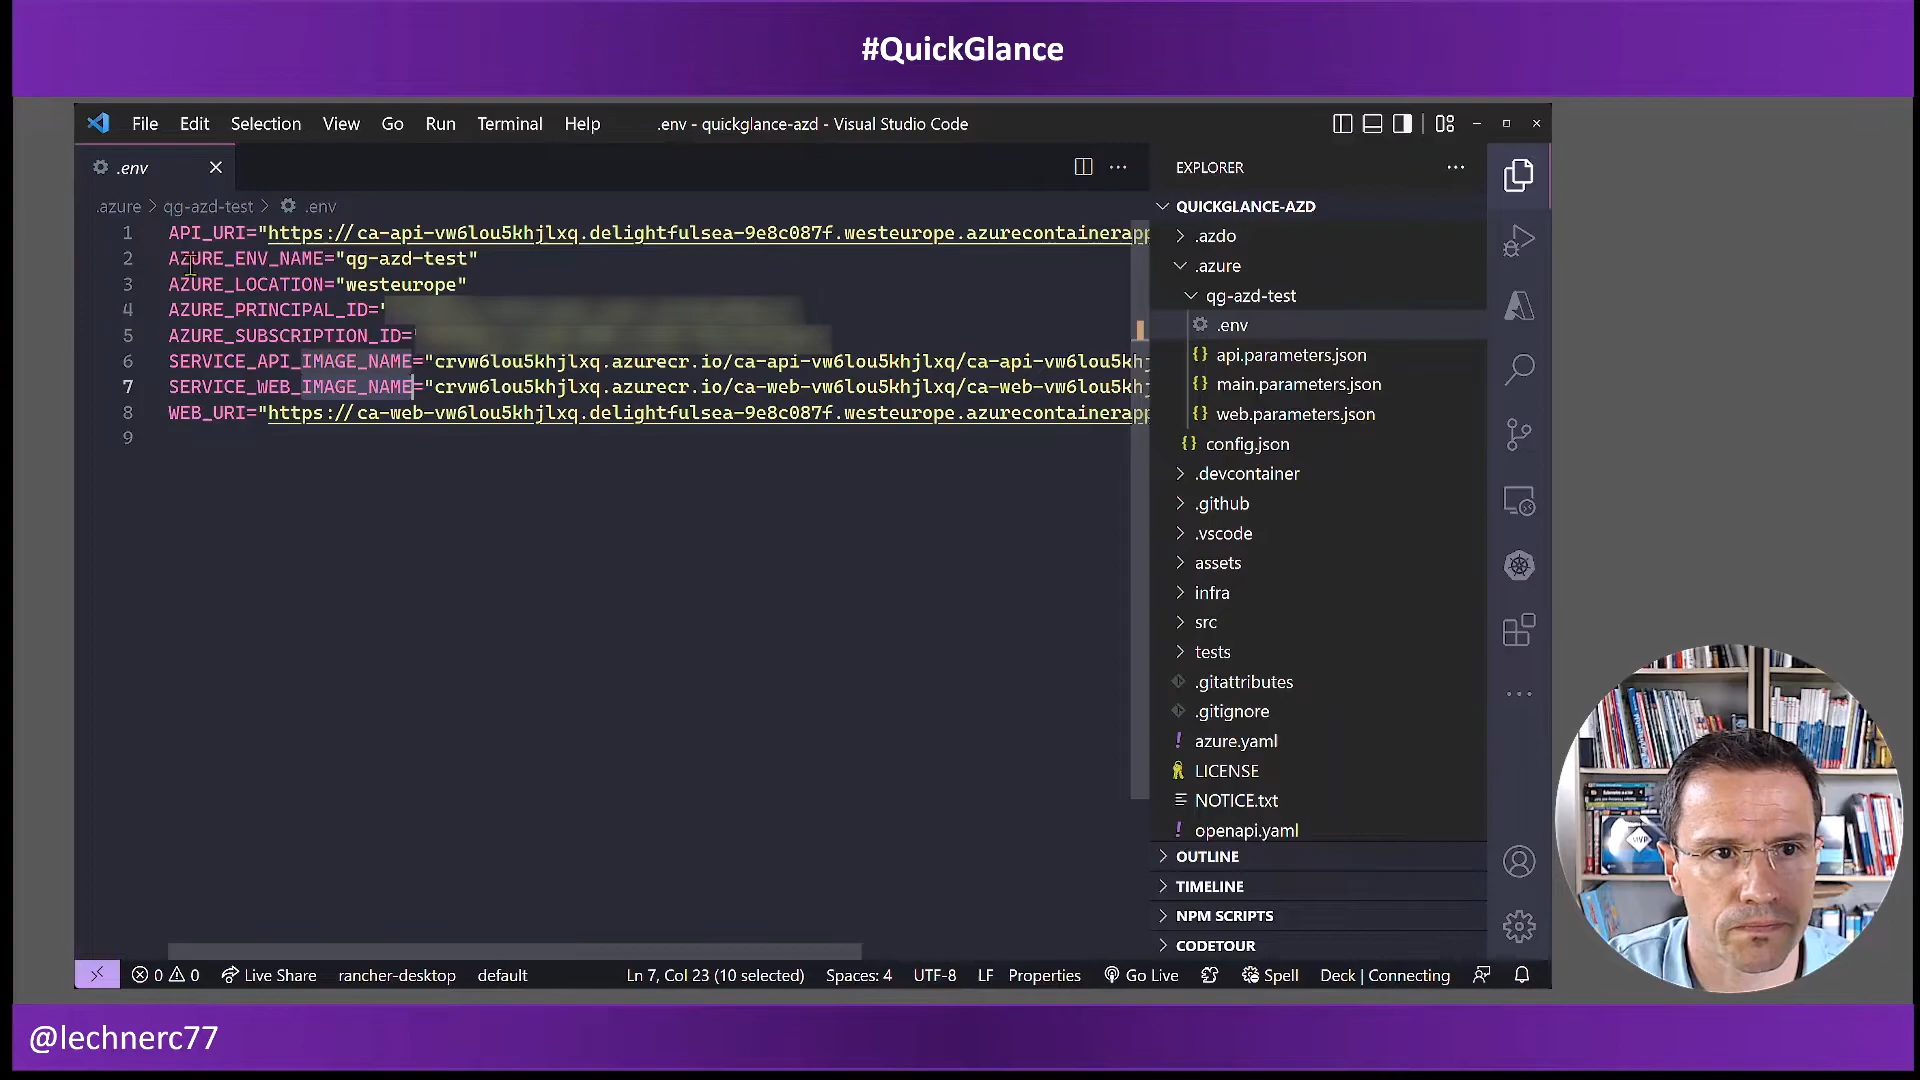 #QuickGlance
File Edit Selection View Go Run Terminal Help .env - quickglance-azd - Visual Studio Code
.env
EXPLORER
.azure > qg-azd-test > .env
QUICKGLANCE-AZD
1 API_URI="https://ca-api-vw6lou5khjlxq.delightfulsea-9e8c087f.westeurope.azurecontainerapp
2 AZURE_ENV_NAME="qg-azd-test"
3 AZURE_LOCATION="westeurope"
4 AZURE_PRINCIPAL_ID="
5 AZURE_SUBSCRIPTION_ID=
6 SERVICE_API_IMAGE_NAME="crvw6lou5khjlxq.azurecr.io/ca-api-vw6lou5khjlxq/ca-api-vw6lou5khj
7 SERVICE_WEB_IMAGE_NAME="crvw6lou5khjlxq.azurecr.io/ca-web-vw6lou5khjlxq/ca-web-vw6lou5khj
8 WEB_URI="https://ca-web-vw6lou5khjlxq.delightfulsea-9e8c087f.westeurope.azurecontainerapp
9
.azdo
.azure
qg-azd-test
.env
api.parameters.json
main.parameters.json
web.parameters.json
config.json
.devcontainer
.github
.vscode
assets
infra
src
tests
.gitattributes
.gitignore
azure.yaml
LICENSE
NOTICE.txt
openapi.yaml
OUTLINE
TIMELINE
NPM SCRIPTS
CODETOUR
0 0 Live Share rancher-desktop default Ln 7, Col 23 (10 selected) Spaces: 4 UTF-8 LF Properties Go Live Spell Deck | Connecting
@lechnerc77